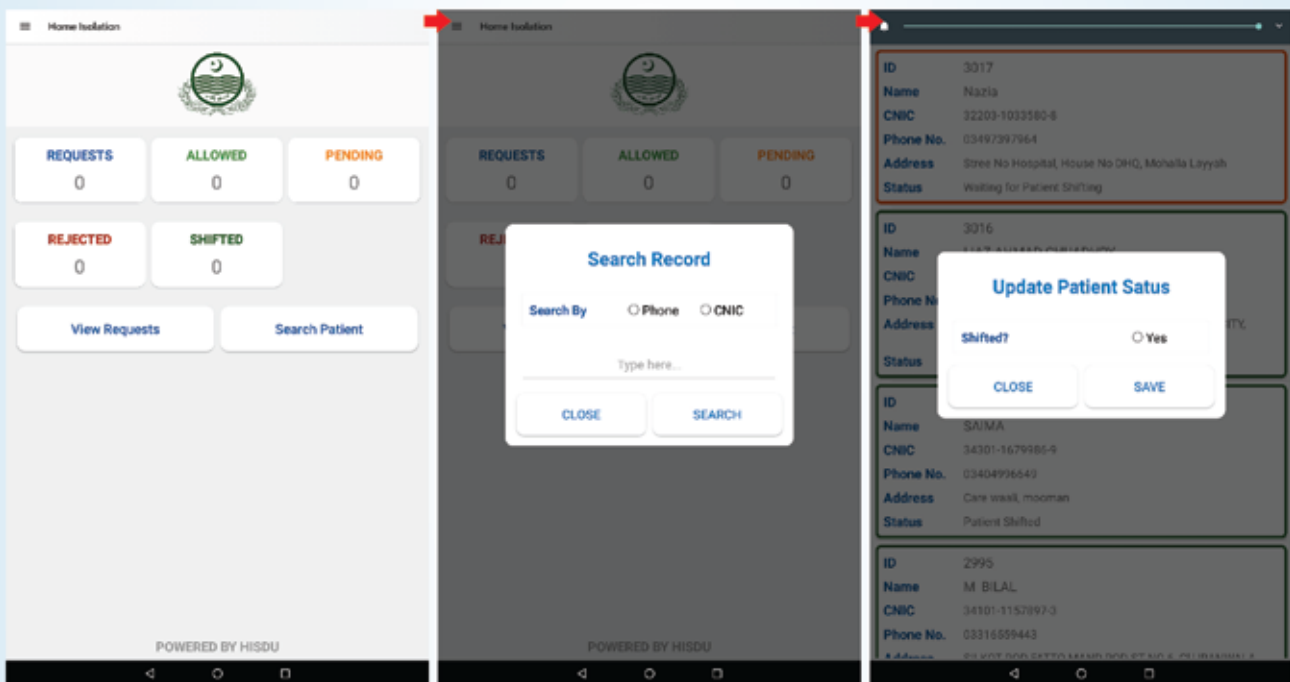 Home Isolation
REQUESTS
0
ALLOWED
0
PENDING
0
REJECTED
0
SHIFTED
0
View Requests
Search Patient
POWERED BY HISDU
Home Isolation
REQUESTS
0
ALLOWED
0
PENDING
0
Search Record
Search By Phone CNIC
Type here...
CLOSE SEARCH
POWERED BY HISDU
ID 3017
Name Nazia
CNIC 32203-1033580-8
Phone No. 03497397964
Address Stree No Hospital, House No DHQ, Mohalla Layyah
Status Waiting for Patient Shifting
ID 3016
Name
CNIC
Address
Status
Update Patient Satus
Shifted? Yes
CLOSE SAVE
ID
Name SAIMA
CNIC 34301-1679986-9
Phone No. 03404996649
Address Care wasli, mooman
Status Patient Shifted
ID 2995
Name M BILAL
CNIC 34101-1157897-3
Phone No. 03316559443